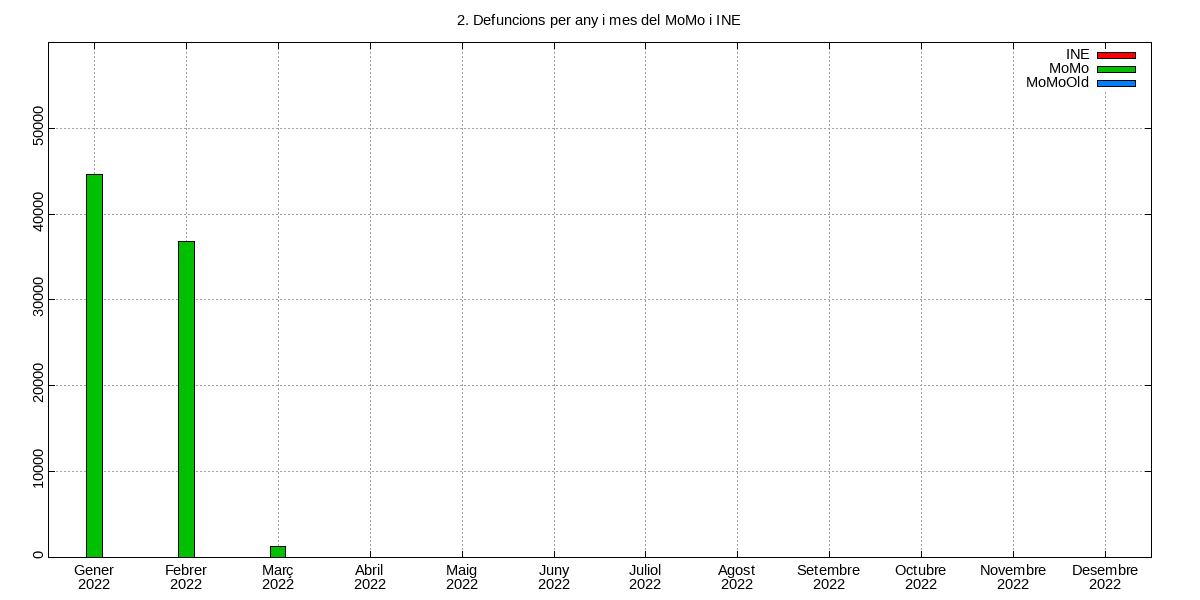 2. Defuncions per any i mes del MoMo i INE
INE
MoMo
MoMoOld
50000
40000
30000
20000
10000
0
Gener Febrer Març Abril Maig Juny Juliol Agost Setembre Octubre Novembre Desembre
2022 2022 2022 2022 2022 2022 2022 2022 2022 2022 2022 2022